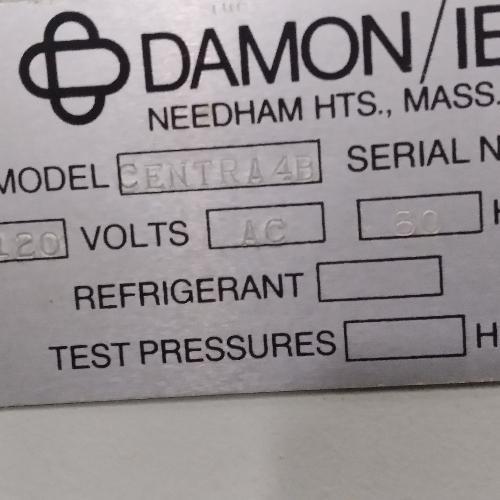 DAMON/IE
NEEDHAM HTS., MASS.
MODEL CENTRA4B SERIAL N
120 VOLTS AC 60 H
REFRIGERANT
TEST PRESSURES H